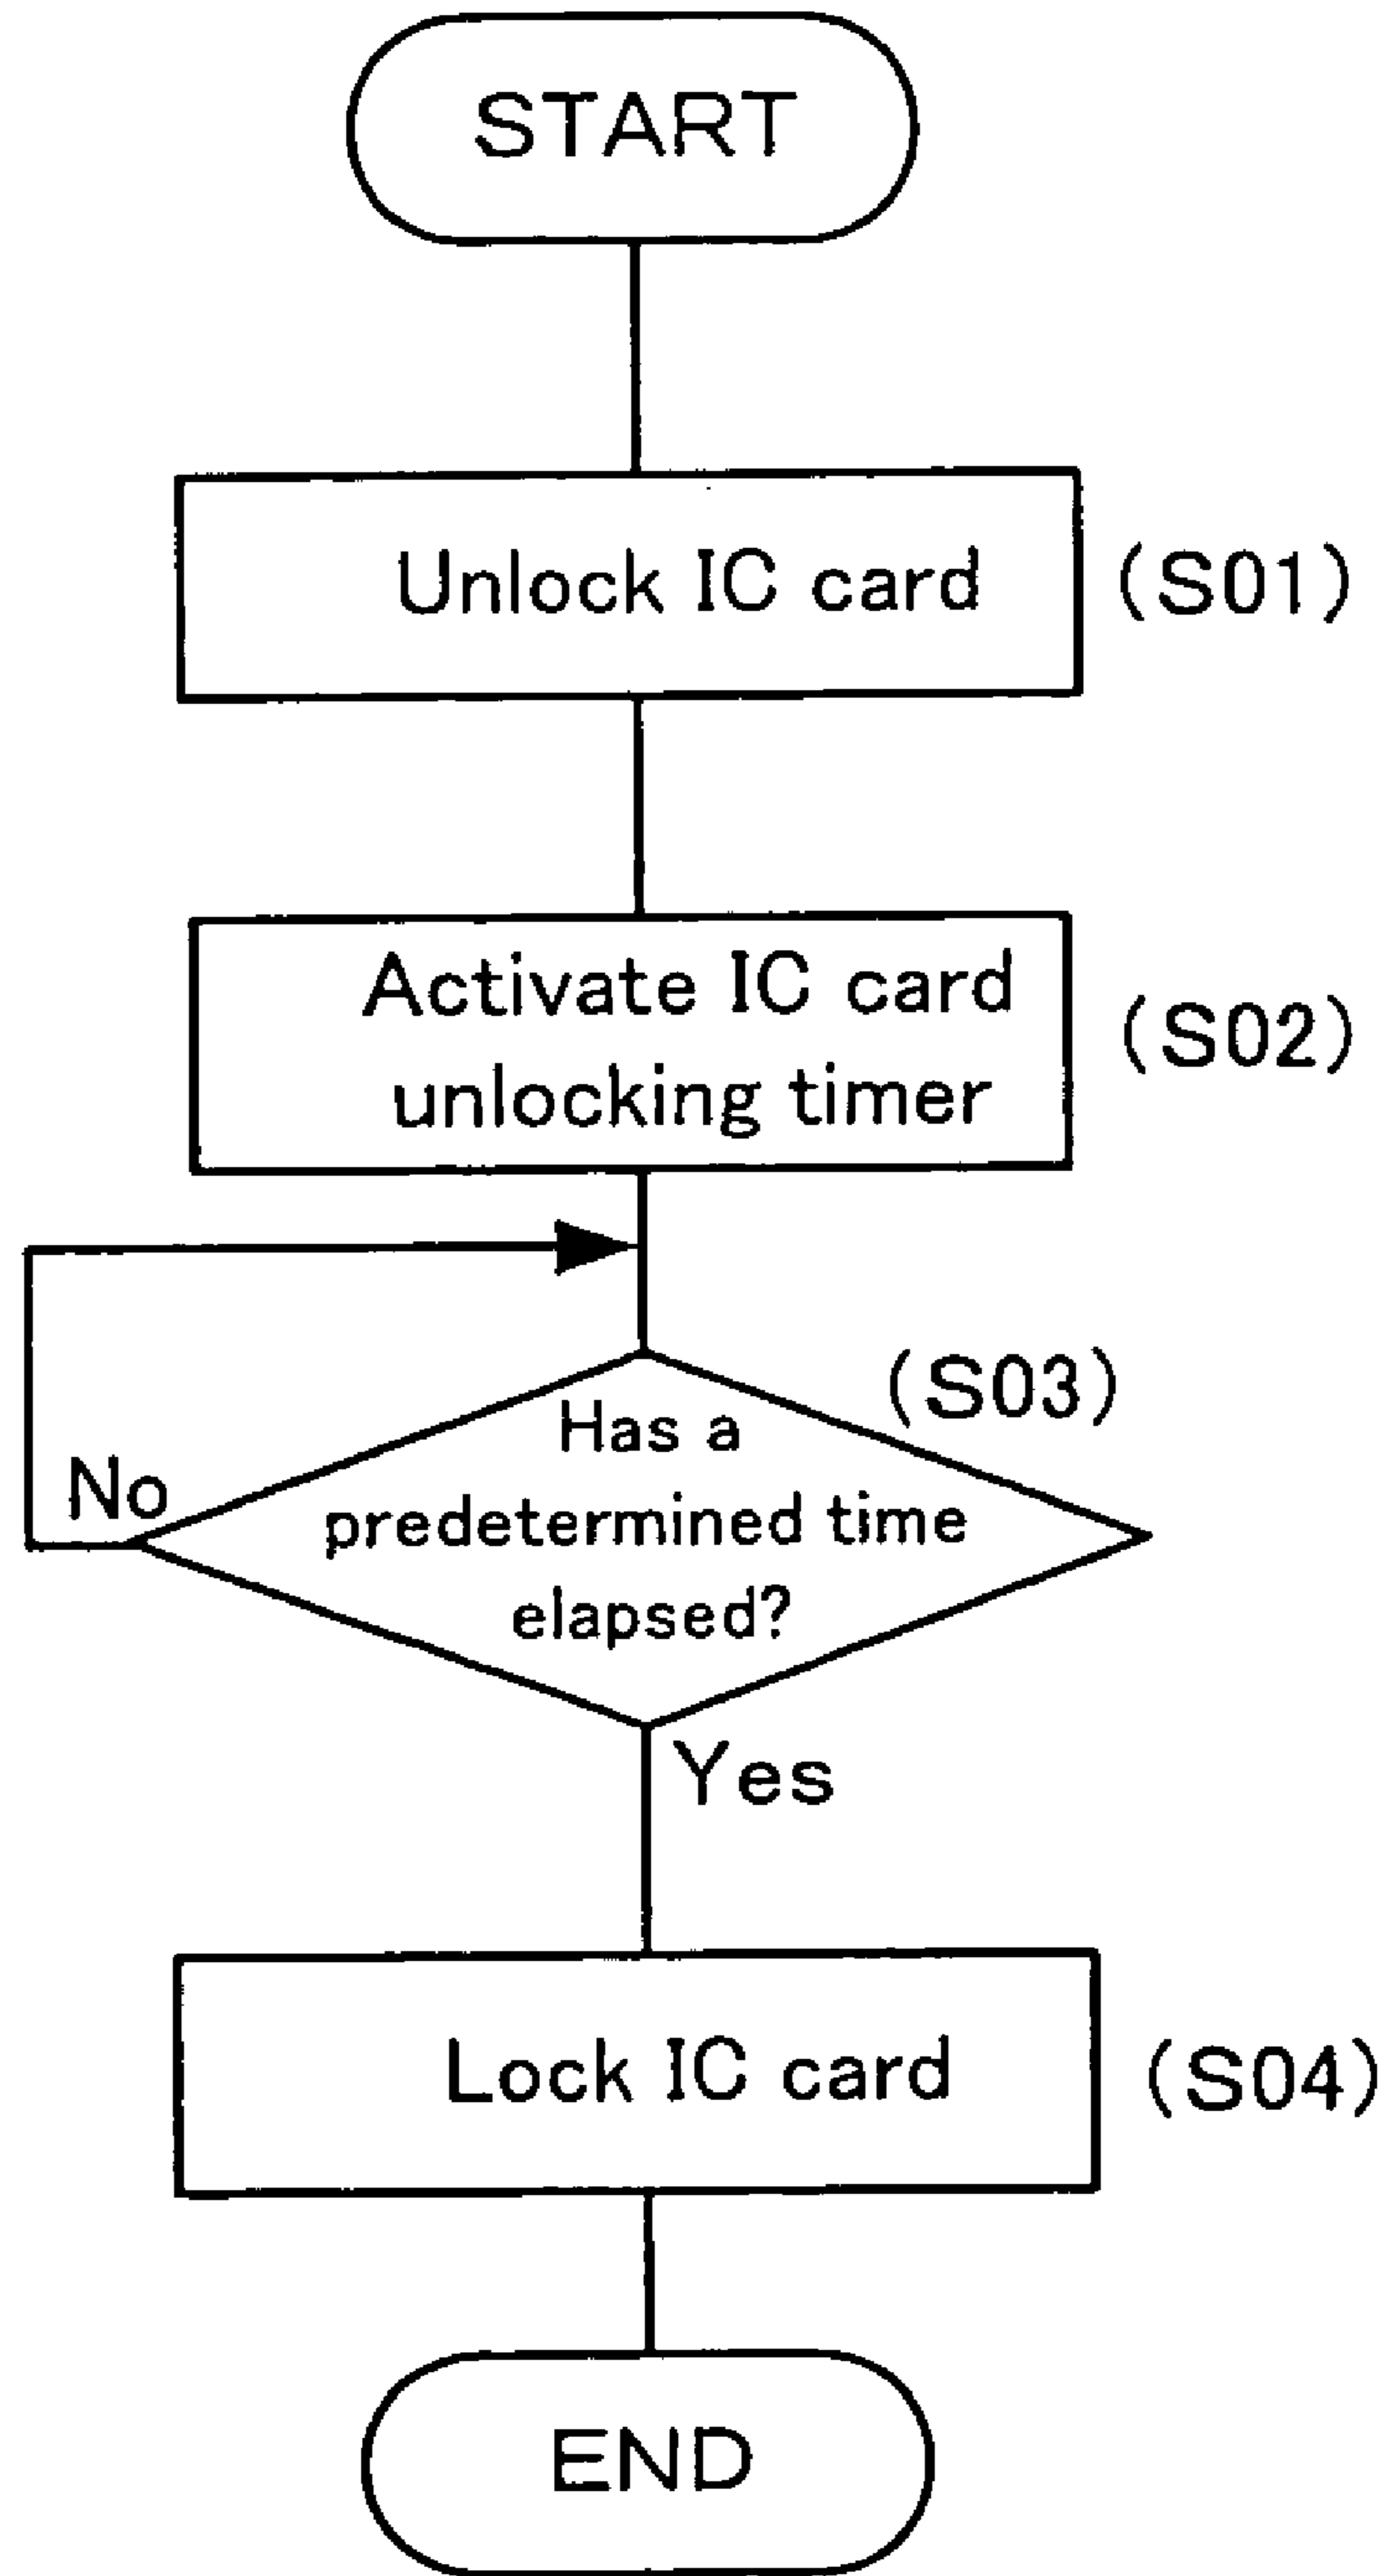 START
Unlock IC card
(S01)
Activate IC card
unlocking timer
(S02)
(S03)
Has a
predetermined time
elapsed?
No
Yes
Lock IC card
(S04)
END